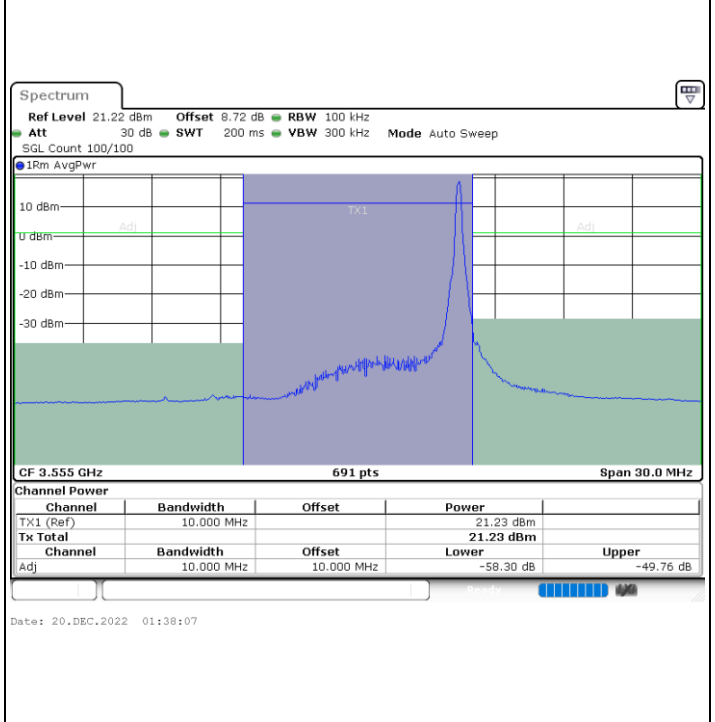 Spectrum
Ref Level 21.22 dBm Offset 8.72 dB RBW 100 kHz
Att 30 dB SWT 200 ms VBW 300 kHz Mode Auto Sweep
SGL Count 100/100
1Rm AvgPwr
10 dBm
TX1
Adj Adj
0 dBm
-10 dBm
-20 dBm
-30 dBm
CF 3.555 GHz 691 pts Span 30.0 MHz
Channel Power
Channel Bandwidth Offset Power
TX1 (Ref) 10.000 MHz 21.23 dBm
Tx Total 21.23 dBm
Channel Bandwidth Offset Lower Upper
Adj 10.000 MHz 10.000 MHz -58.30 dB -49.76 dB
Ready
Date: 20.DEC.2022 01:38:07